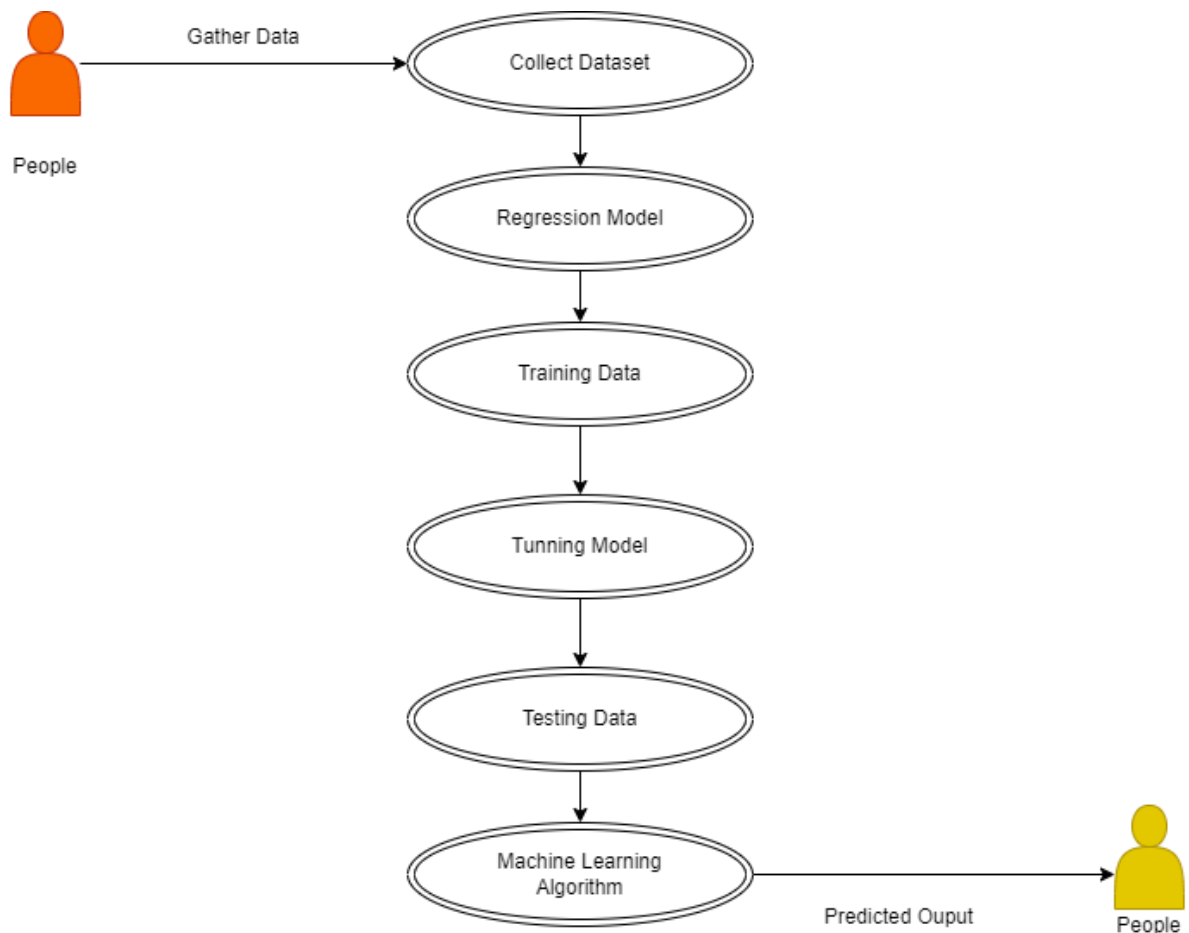 Gather Data
Collect Dataset
People
Regression Model
Training Data
Tunning Model
Testing Data
Machine Learning
Algorithm
Predicted Ouput
People